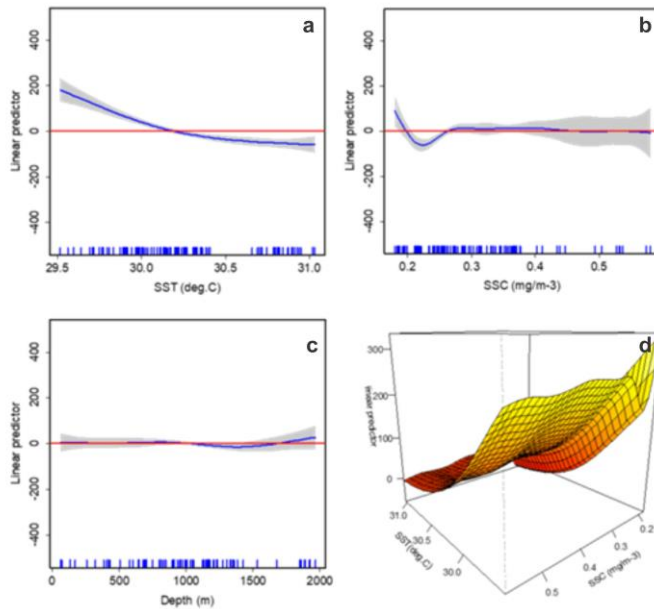 a
Linear predictor
400
200
0
-200
-400
29.5 30.0 30.5 31.0
SST (deg.C)
b
Linear predictor
400
200
0
-200
-400
0.2 0.3 0.4 0.5
SSC (mg/m-3)
c
Linear predictor
400
200
0
-200
-400
0 500 1000 1500 2000
Depth (m)
d
300
200
100
0
linear predictor
31.0
30.5
30.0
SST(deg.C)
0.5
0.4
0.3
0.2
SSC (mg/m-3)